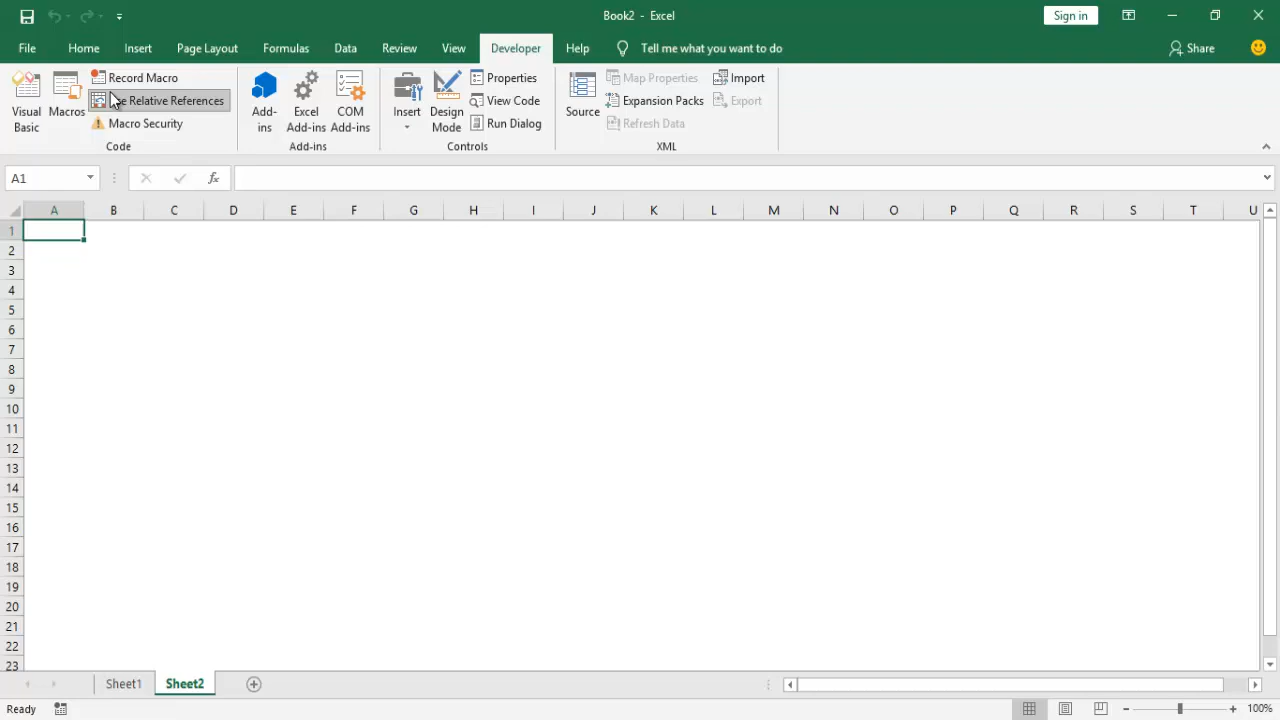 Book2 - Excel
Sign in
File Home Insert Page Layout Formulas Data Review View Developer Help Tell me what you want to do Share
Visual Basic
Macros
Record Macro
Relative References
Macro Security
Code
Add-ins
Excel Add-ins
COM Add-ins
Add-ins
Insert
Design Mode
Properties
View Code
Run Dialog
Controls
Source
Map Properties
Expansion Packs
Refresh Data
Import
Export
XML
A1
fx
A B C D E F G H I J K L M N O P Q R S T U
1
2
3
4
5
6
7
8
9
10
11
12
13
14
15
16
17
18
19
20
21
22
23
Sheet1 Sheet2
Ready
100%